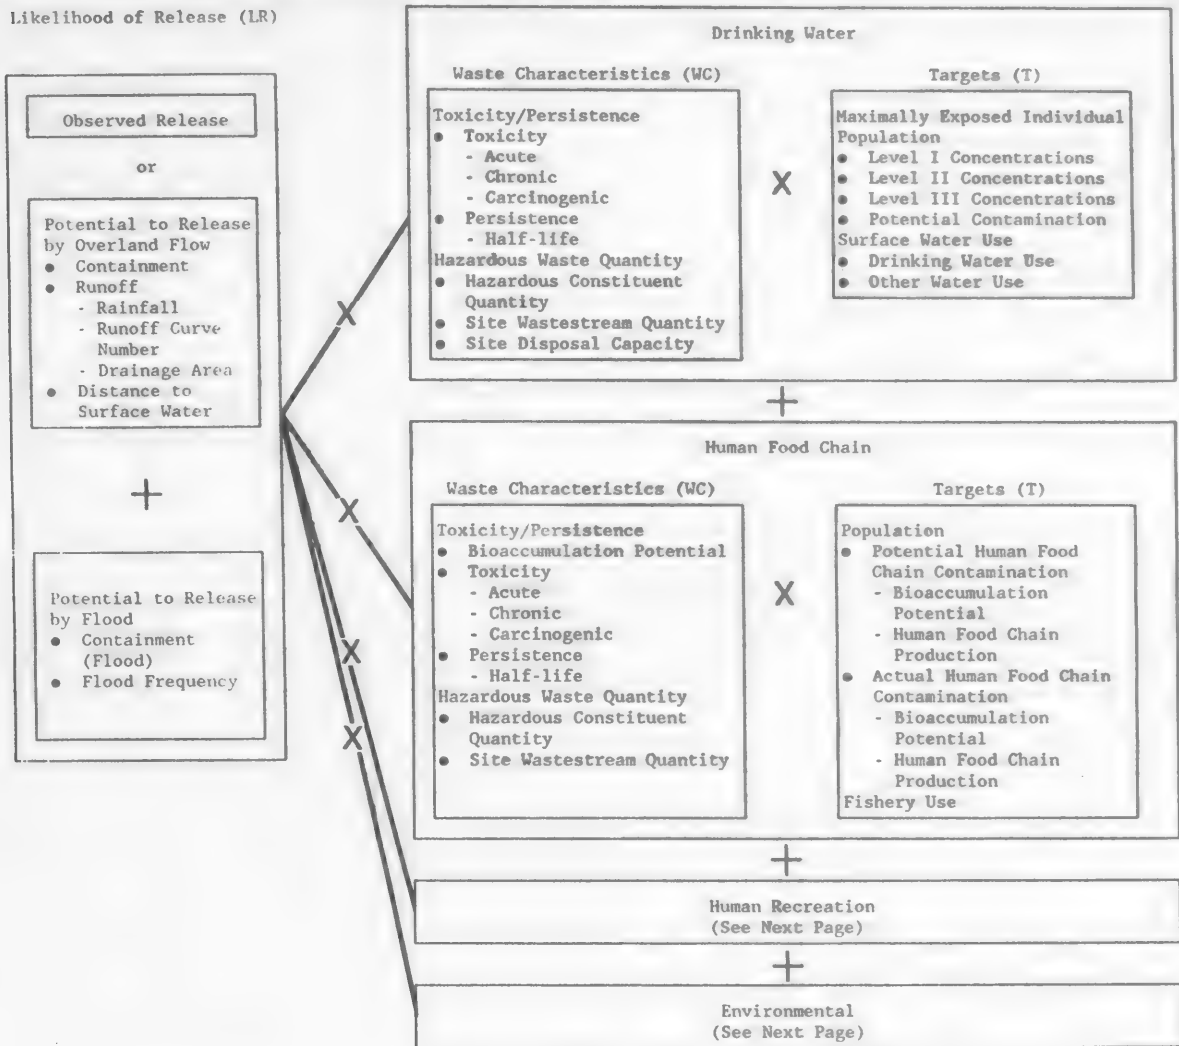 Likelihood of Release (LR)
Observed Release
or
Potential to Release
by Overland Flow
● Containment
● Runoff
- Rainfall
- Runoff Curve
Number
- Drainage Area
● Distance to
Surface Water
+
Potential to Release
by Flood
● Containment
(Flood)
● Flood Frequency
X
X
X
X
Drinking Water
Waste Characteristics (WC)
Toxicity/Persistence
● Toxicity
- Acute
- Chronic
- Carcinogenic
● Persistence
- Half-life
Hazardous Waste Quantity
● Hazardous Constituent
Quantity
● Site Wastestream Quantity
● Site Disposal Capacity
X
Targets (T)
Maximally Exposed Individual
Population
● Level I Concentrations
● Level II Concentrations
● Level III Concentrations
● Potential Contamination
Surface Water Use
● Drinking Water Use
● Other Water Use
+
Human Food Chain
Waste Characteristics (WC)
Toxicity/Persistence
● Bioaccumulation Potential
● Toxicity
- Acute
- Chronic
- Carcinogenic
● Persistence
- Half-life
Hazardous Waste Quantity
● Hazardous Constituent
Quantity
● Site Wastestream Quantity
X
Targets (T)
Population
● Potential Human Food
Chain Contamination
- Bioaccumulation
Potential
- Human Food Chain
Production
● Actual Human Food Chain
Contamination
- Bioaccumulation
Potential
- Human Food Chain
Production
Fishery Use
+
Human Recreation
(See Next Page)
+
Environmental
(See Next Page)